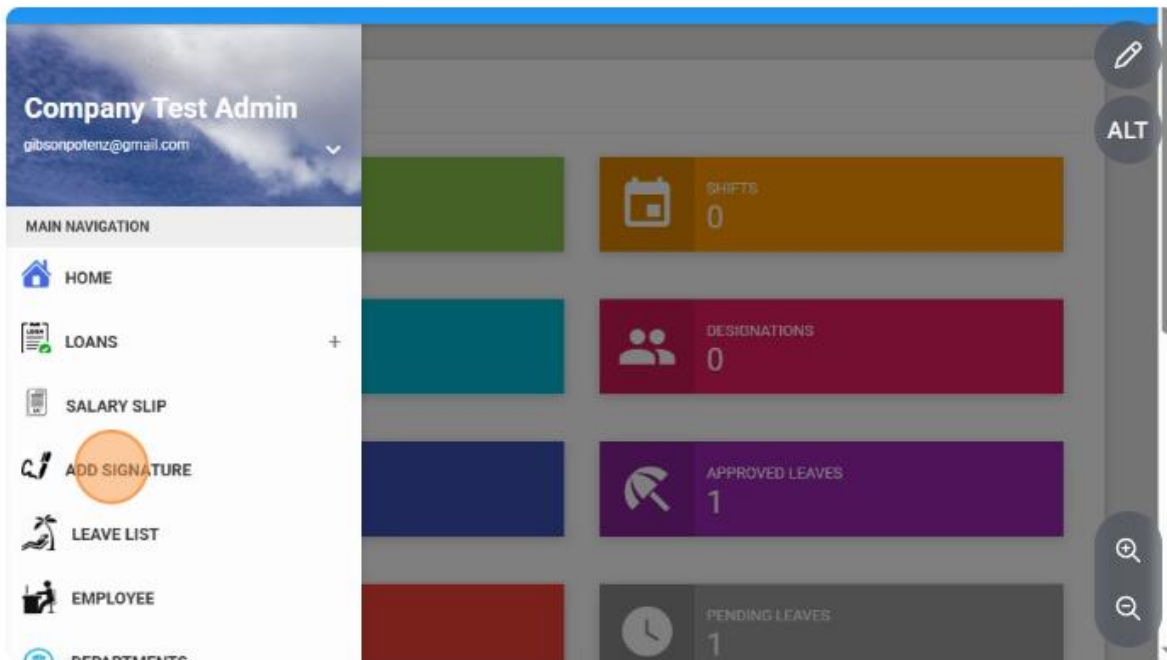 Company Test Admin
gibsonpotenz@gmail.com
MAIN NAVIGATION
HOME
LOANS +
SALARY SLIP
ADD SIGNATURE
LEAVE LIST
EMPLOYEE
DEPARTMENTS
SHIFTS
0
DESIGNATIONS
0
APPROVED LEAVES
1
PENDING LEAVES
1
ALT